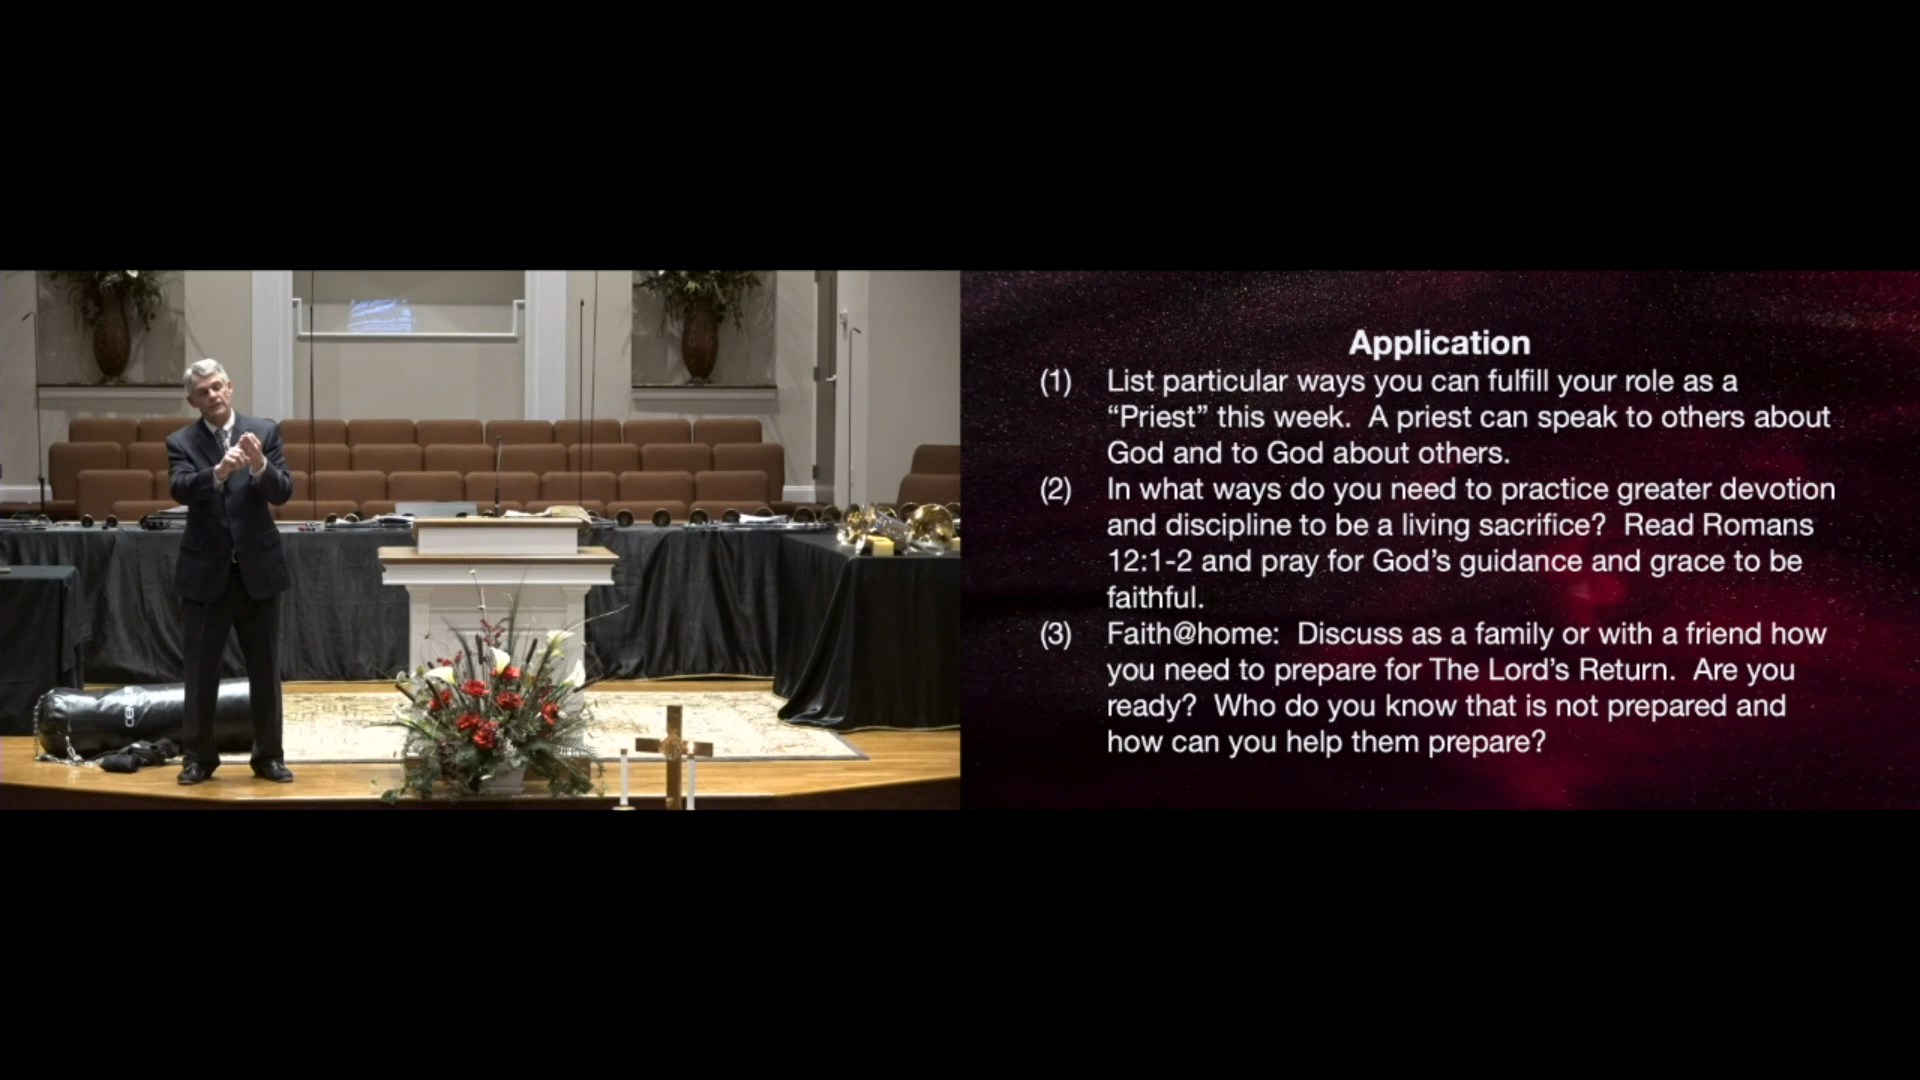 Application
(1) List particular ways you can fulfill your role as a
“Priest” this week.  A priest can speak to others about
God and to God about others.
(2) In what ways do you need to practice greater devotion
and discipline to be a living sacrifice?  Read Romans
12:1-2 and pray for God’s guidance and grace to be
faithful.
(3) Faith@home:  Discuss as a family or with a friend how
you need to prepare for The Lord’s Return.  Are you
ready?  Who do you know that is not prepared and
how can you help them prepare?